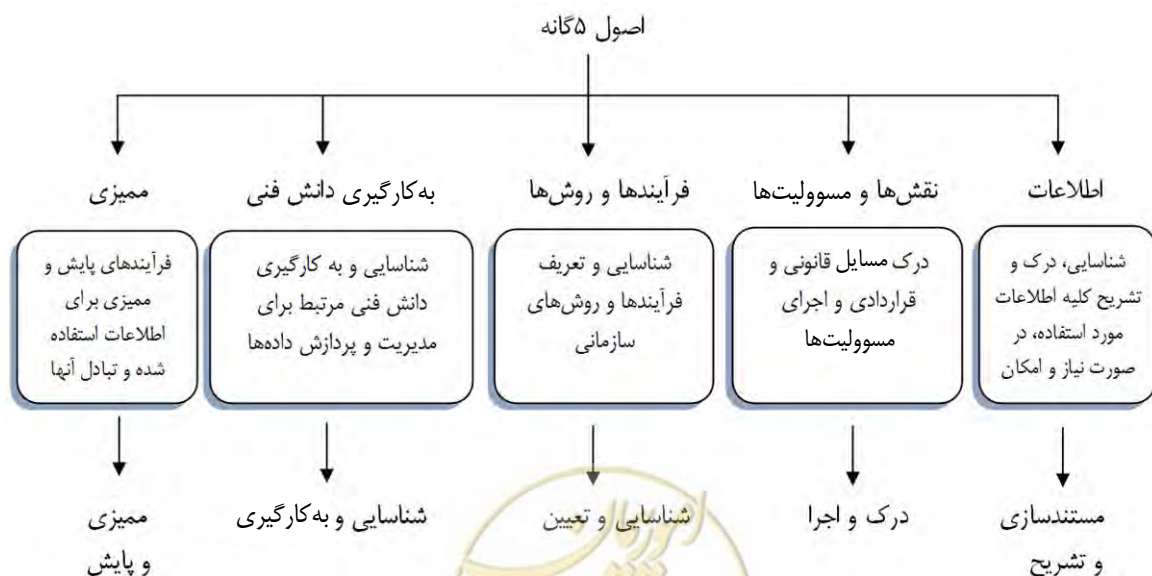 اصول ۵گانه
اطلاعات
نقش‌ها و مسوولیت‌ها
فرآیندها و روش‌ها
به‌کارگیری دانش فنی
ممیزی
شناسایی، درک و
تشریح کلیه اطلاعات
مورد استفاده، در
صورت نیاز و امکان
درک مسایل قانونی و
قراردادی و اجرای
مسوولیت‌ها
شناسایی و تعریف
فرآیندها و روش‌های
سازمانی
شناسایی و به کارگیری
دانش فنی مرتبط برای
مدیریت و پردازش داده‌ها
فرآیندهای پایش و
ممیزی برای
اطلاعات استفاده
شده و تبادل آنها
مستندسازی
و تشریح
درک و اجرا
شناسایی و تعیین
شناسایی و به‌کارگیری
ممیزی
و پایش